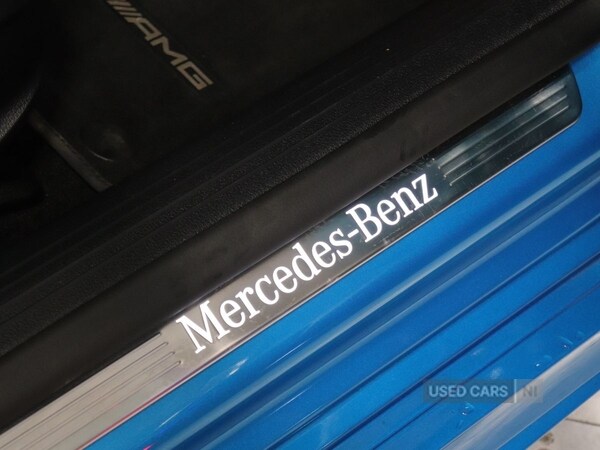 AMG
Mercedes-Benz
USED CARS NI